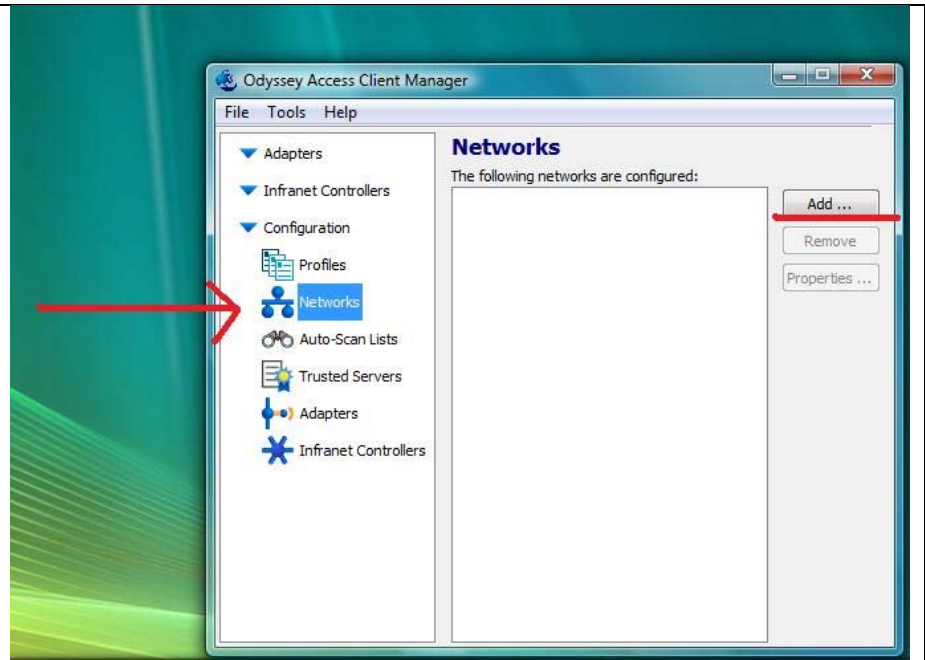 Odyssey Access Client Manager
File Tools Help
Adapters
Infranet Controllers
Configuration
Profiles
Networks
Auto-Scan Lists
Trusted Servers
Adapters
Infranet Controllers
Networks
The following networks are configured:
Add ...
Remove
Properties ...